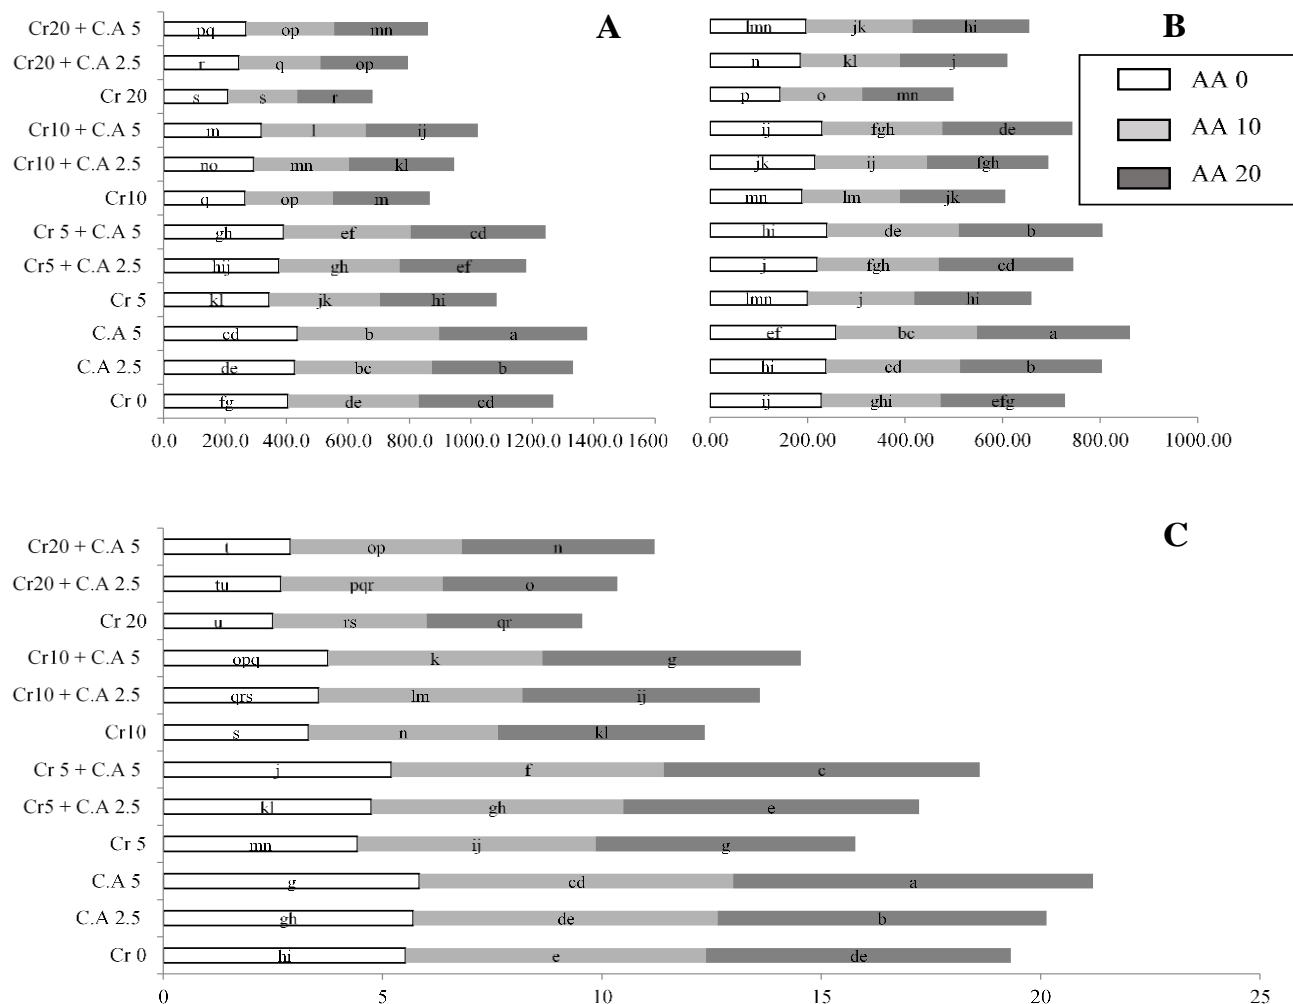 A
Cr20 + C.A 5 pq op mn
Cr20 + C.A 2.5 r q op
Cr 20 s s r
Cr10 + C.A 5 m l ij
Cr10 + C.A 2.5 no mn kl
Cr10 q op m
Cr 5 + C.A 5 gh ef cd
Cr5 + C.A 2.5 hij gh ef
Cr 5 kl jk hi
C.A 5 cd b a
C.A 2.5 de bc b
Cr 0 fg de cd
0.0 200.0 400.0 600.0 800.0 1000.0 1200.0 1400.0 1600
B
lmn jk hi
n kl j
p o mn
ij fgh de
jk ij fgh
mn lm jk
hi de b
j fgh cd
lmn j hi
ef bc a
hi cd b
ij ghi efg
0.00 200.00 400.00 600.00 800.00 1000.00
AA 0
AA 10
AA 20
C
Cr20 + C.A 5 t op n
Cr20 + C.A 2.5 tu pqr o
Cr 20 u rs qr
Cr10 + C.A 5 opq k g
Cr10 + C.A 2.5 qrs lm ij
Cr10 s n kl
Cr 5 + C.A 5 j f c
Cr5 + C.A 2.5 kl gh e
Cr 5 mn ij g
C.A 5 g cd a
C.A 2.5 gh de b
Cr 0 hi e de
0 5 10 15 20 25